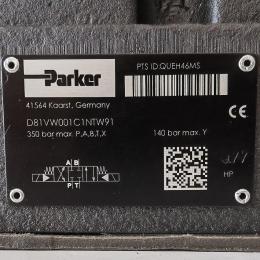 Parker
PTS ID:QUEH46MS
41564 Kaarst, Germany
D81VW001C1NTW91
350 bar max. P,A,B,T,X
140 bar max. Y
A B
P T
HP